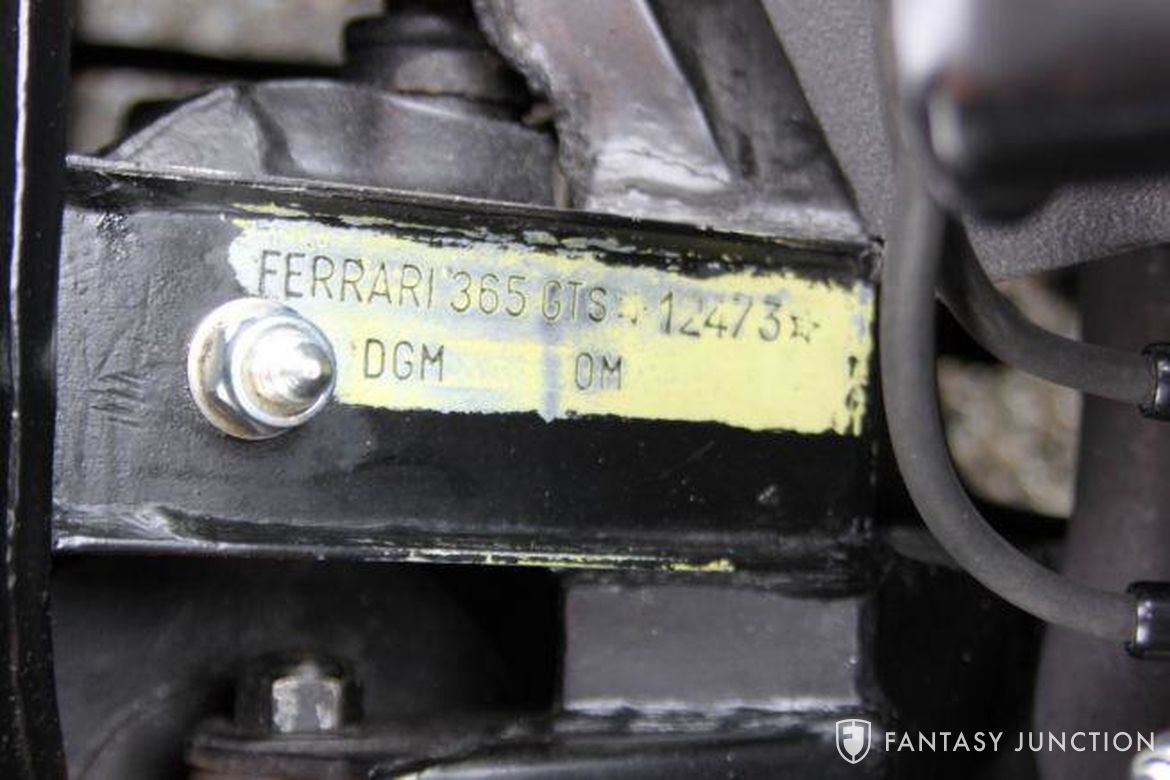 FERRARI 365 GTS☆12473☆
DGM OM
FANTASY JUNCTION